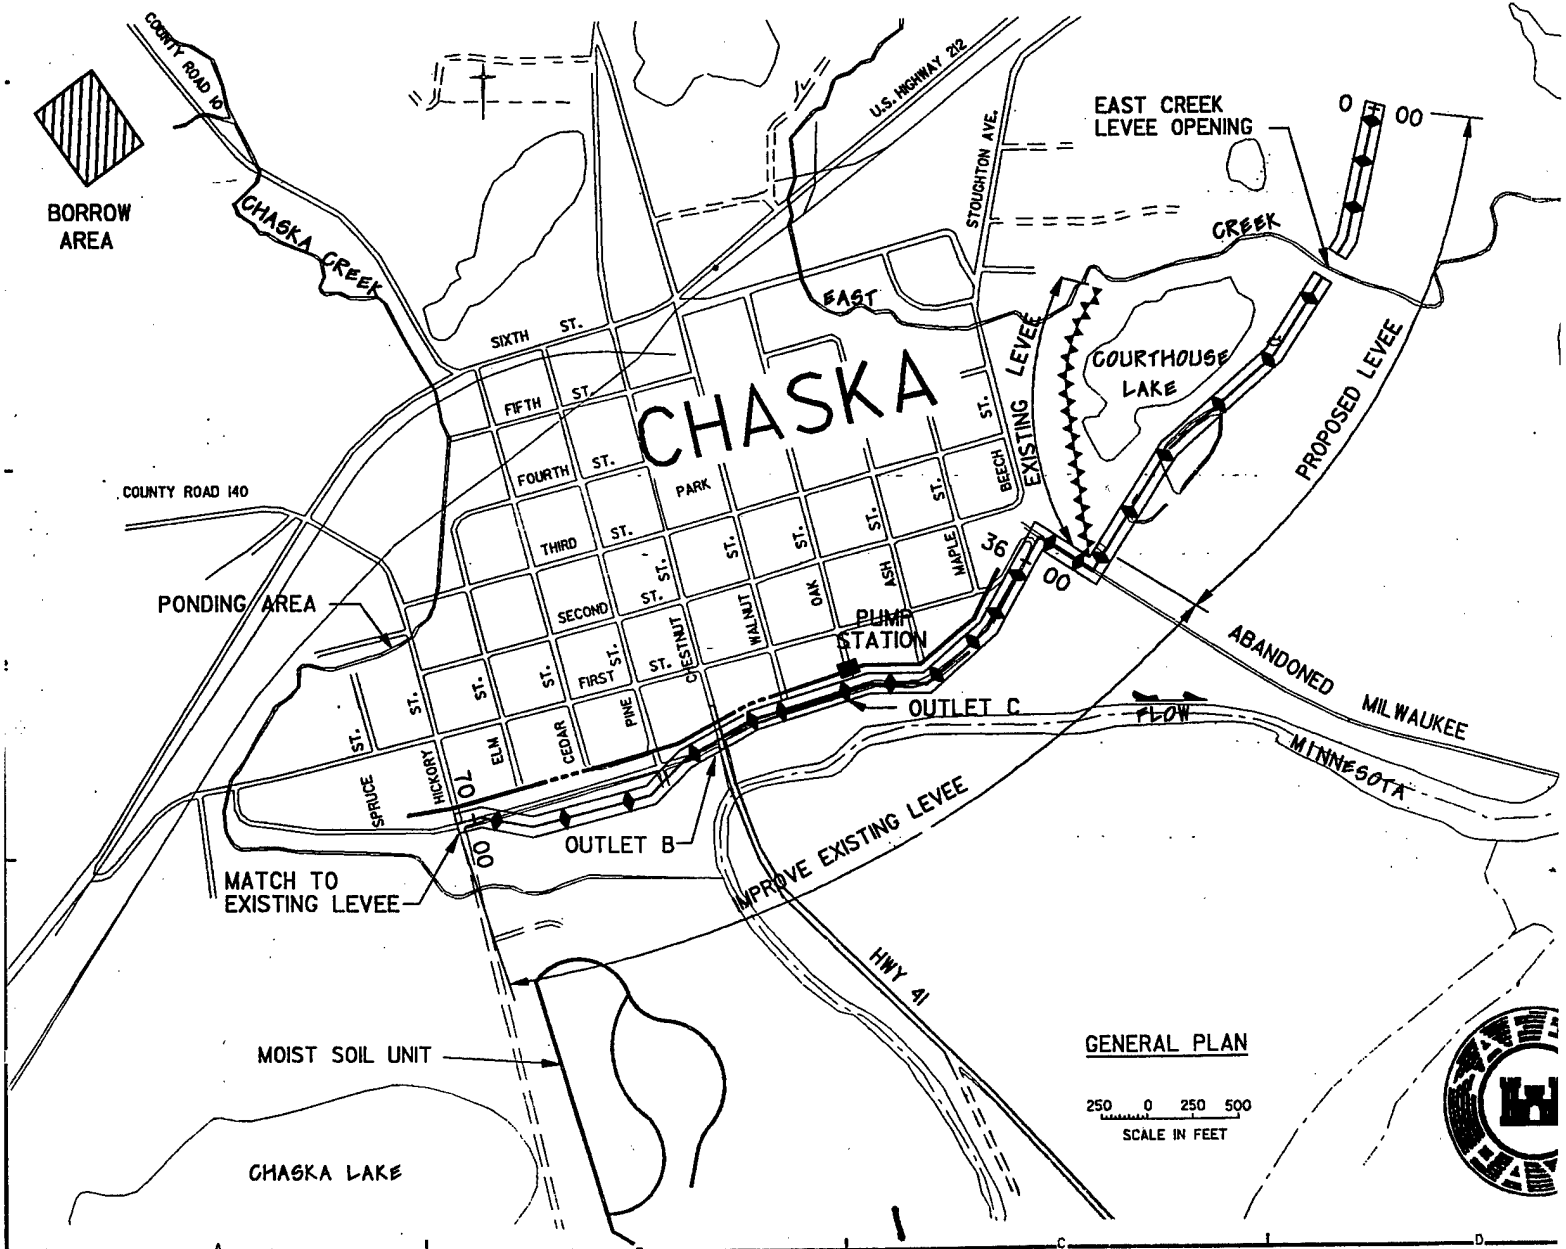 COUNTY ROAD 10
U.S. HIGHWAY 212
STOUGHTON AVE.
EAST CREEK
LEVEE OPENING
0+00
BORROW
AREA
CHASKA CREEK
CREEK
EAST
SIXTH ST.
FIFTH ST.
FOURTH ST.
THIRD ST.
SECOND ST.
FIRST ST.
CHASKA
PARK
COURTHOUSE
LAKE
EXISTING LEVEE
PROPOSED LEVEE
COUNTY ROAD 140
PONDING AREA
SPRUCE ST.
HICKORY ST.
ELM ST.
CEDAR ST.
PINE ST.
CHESTNUT ST.
WALNUT ST.
OAK ST.
ASH ST.
MAPLE ST.
BEECH ST.
36+00
PUMP
STATION
OUTLET C
ABANDONED MILWAUKEE
FLOW
MINNESOTA
70+00
OUTLET B
IMPROVE EXISTING LEVEE
MATCH TO
EXISTING LEVEE
HWY 41
MOIST SOIL UNIT
CHASKA LAKE
GENERAL PLAN
250 0 250 500
SCALE IN FEET
C
D